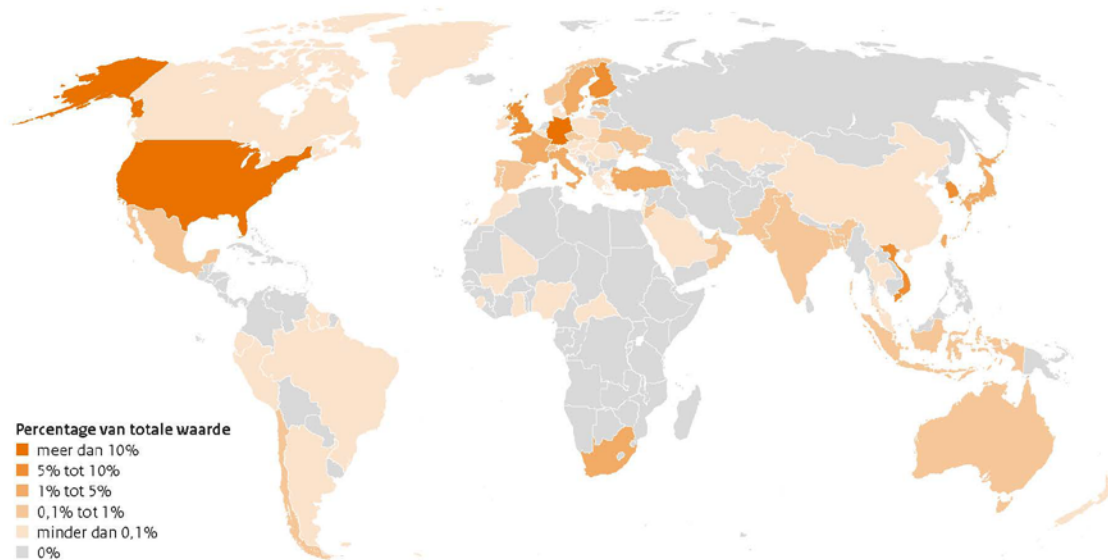 Percentage van totale waarde
meer dan 10%
5% tot 10%
1% tot 5%
0,1% tot 1%
minder dan 0,1%
0%